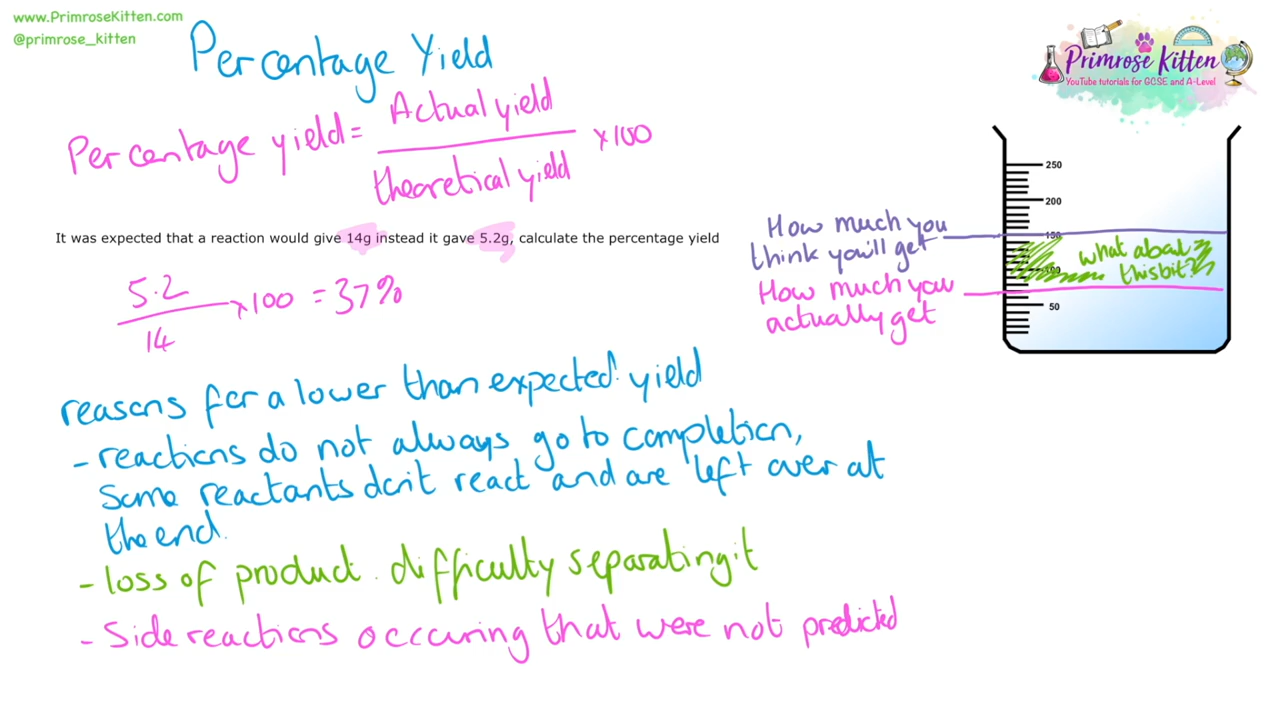 www.PrimroseKitten.com
@primrose_kitten
Percentage Yield
Primrose Kitten
YouTube tutorials for GCSE and A-Level
Percentage yield = Actual yield
theoretical yield
×100
It was expected that a reaction would give 14g instead it gave 5.2g, calculate the percentage yield
5.2
14
×100 = 37%
250
200
150
100
50
How much you
think you'll get
How much you
actually get
what about
this bit?
reasons for a lower than expected yield
- reactions do not always go to completion,
Some reactants don't react and are left over at
the end.
- loss of product. difficulty separating it
- Side reactions occuring that were not predicted